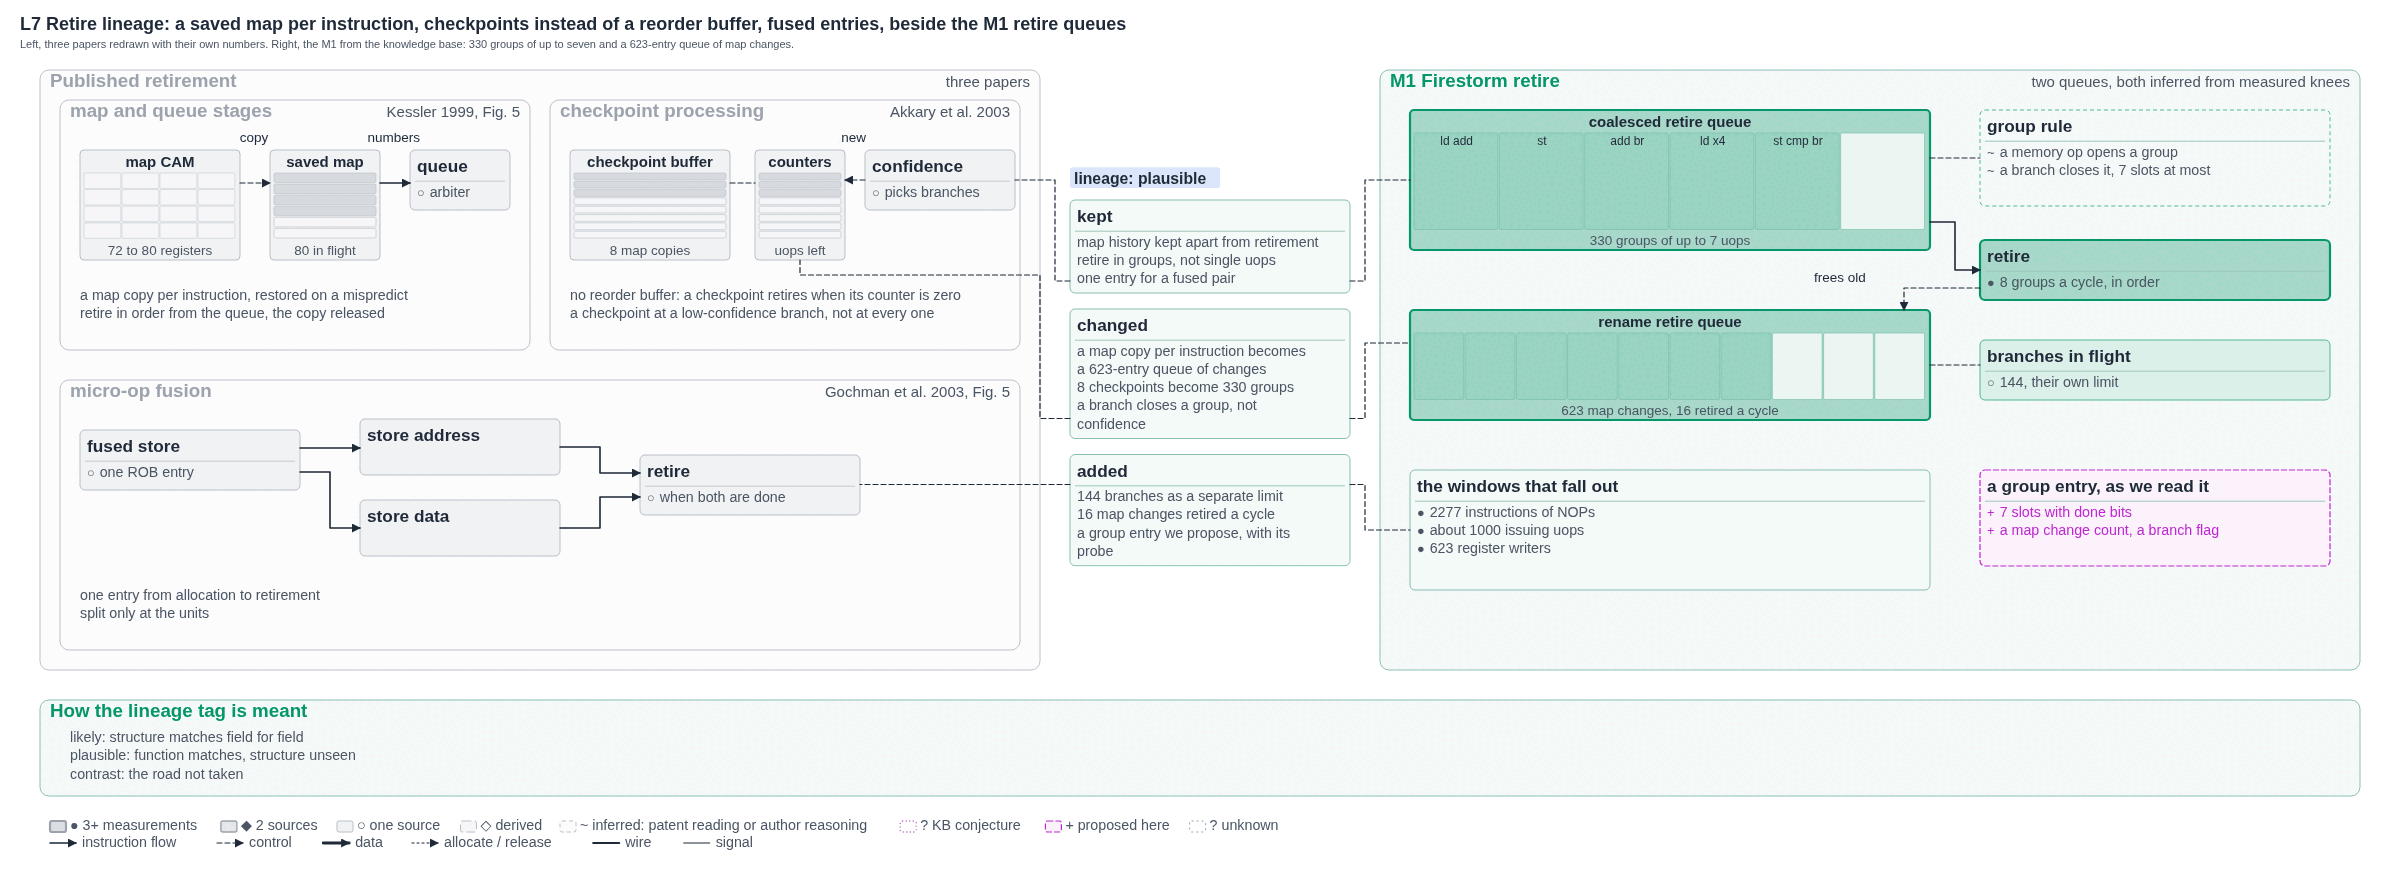 L7 Retire lineage: a saved map per instruction, checkpoints instead of a reorder buffer, fused entries, beside the M1 retire queues
Left, three papers redrawn with their own numbers. Right, the M1 from the knowledge base: 330 groups of up to seven and a 623-entry queue of map changes.
Published retirement
three papers
map and queue stages
Kessler 1999, Fig. 5
copy
numbers
map CAM
72 to 80 registers
saved map
80 in flight
queue
○ arbiter
a map copy per instruction, restored on a mispredict
retire in order from the queue, the copy released
checkpoint processing
Akkary et al. 2003
new
checkpoint buffer
8 map copies
counters
uops left
confidence
○ picks branches
no reorder buffer: a checkpoint retires when its counter is zero
a checkpoint at a low-confidence branch, not at every one
micro-op fusion
Gochman et al. 2003, Fig. 5
fused store
○ one ROB entry
store address
store data
retire
○ when both are done
one entry from allocation to retirement
split only at the units
lineage: plausible
kept
map history kept apart from retirement
retire in groups, not single uops
one entry for a fused pair
changed
a map copy per instruction becomes
a 623-entry queue of changes
8 checkpoints become 330 groups
a branch closes a group, not
confidence
added
144 branches as a separate limit
16 map changes retired a cycle
a group entry we propose, with its
probe
M1 Firestorm retire
two queues, both inferred from measured knees
coalesced retire queue
ld add
st
add br
ld x4
st cmp br
330 groups of up to 7 uops
group rule
~ a memory op opens a group
~ a branch closes it, 7 slots at most
retire
● 8 groups a cycle, in order
frees old
rename retire queue
623 map changes, 16 retired a cycle
branches in flight
○ 144, their own limit
the windows that fall out
● 2277 instructions of NOPs
● about 1000 issuing uops
● 623 register writers
a group entry, as we read it
+ 7 slots with done bits
+ a map change count, a branch flag
How the lineage tag is meant
likely: structure matches field for field
plausible: function matches, structure unseen
contrast: the road not taken
● 3+ measurements
◆ 2 sources
○ one source
◇ derived
~ inferred: patent reading or author reasoning
? KB conjecture
+ proposed here
? unknown
instruction flow
control
data
allocate / release
wire
signal